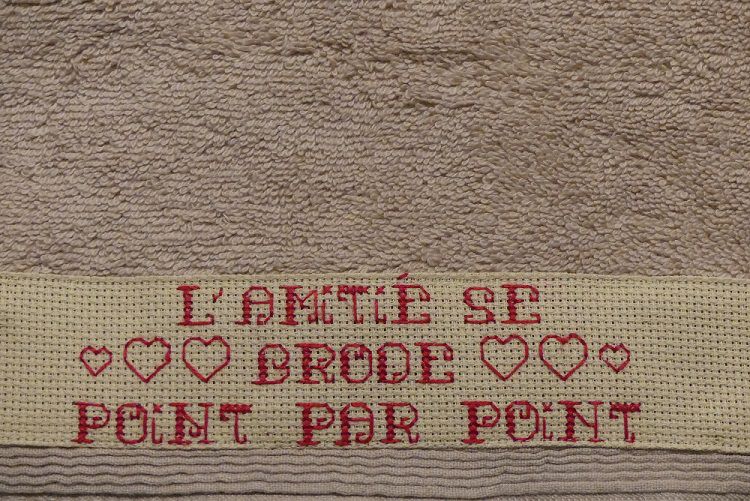 L'AMiTiÉ SE
BRODE
POiNT PAR POiNT